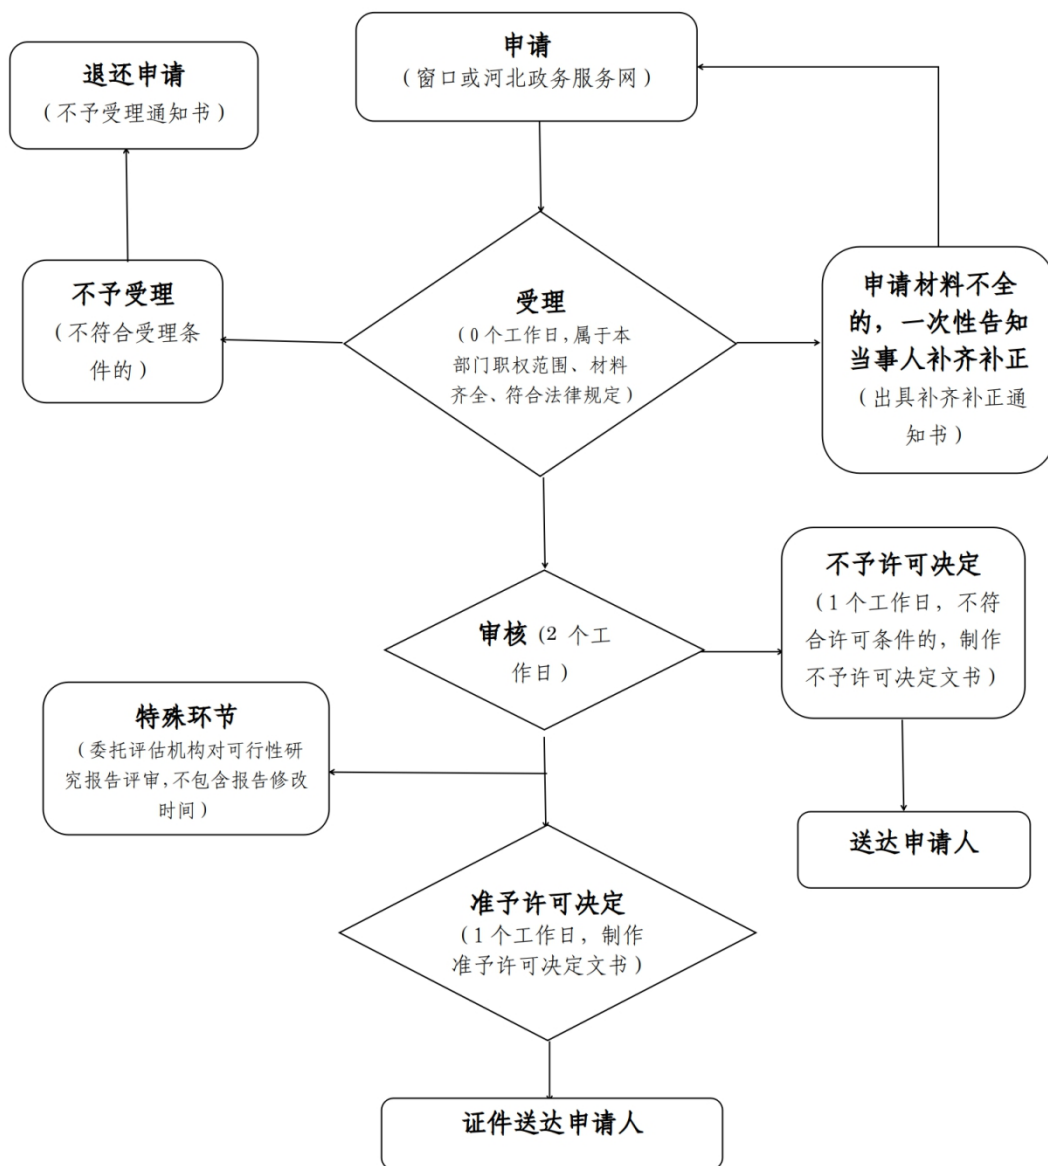 申请
（窗口或河北政务服务网）
退还申请
（不予受理通知书）
不予受理
（不符合受理条
件的）
受理
（0个工作日，属于本
部门职权范围、材料
齐全、符合法律规定）
申请材料不全
的，一次性告知
当事人补齐补正
（出具补齐补正通
知书）
审核（2 个工
作日）
不予许可决定
（1个工作日，不符
合许可条件的，制作
不予许可决定文书）
特殊环节
（委托评估机构对可行性研
究报告评审,不包含报告修改
时间）
送达申请人
准予许可决定
（1个工作日，制作
准予许可决定文书）
证件送达申请人